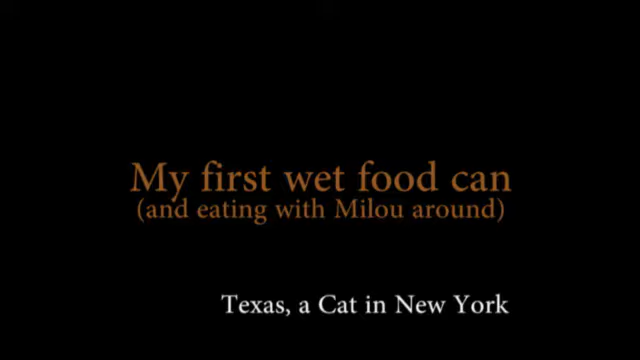 My first wet food can
(and eating with Milou around)
Texas, a Cat in New York